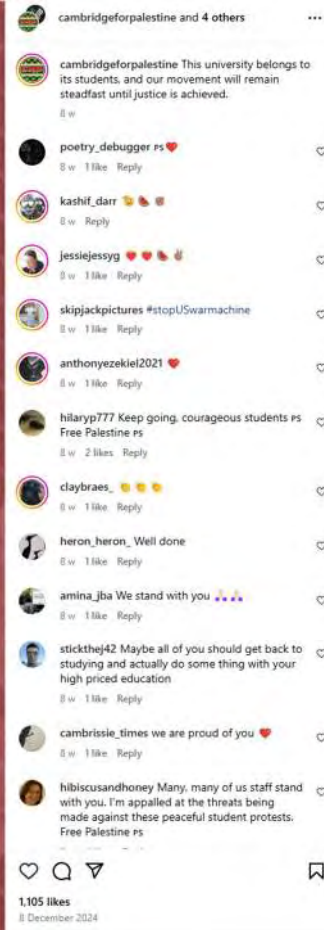 cambridgeforpalestine and 4 others
cambridgeforpalestine This university belongs to
its students, and our movement will remain
steadfast until justice is achieved.
8 w
poetry_debugger PS❤️
8 w 1 like Reply
kashif_darr
8 w Reply
jessiejessyg
8 w 1 like Reply
skipjackpictures #stopUSwarmachine
8 w 1 like Reply
anthonyezekiel2021 ❤️
8 w 1 like Reply
hilaryp777 Keep going, courageous students PS
Free Palestine PS
8 w 2 likes Reply
claybraes_
8 w 1 like Reply
heron_heron_ Well done
8 w 1 like Reply
amina_jba We stand with you
8 w 1 like Reply
stickthej42 Maybe all of you should get back to
studying and actually do some thing with your
high priced education
8 w 1 like Reply
cambrissie_times we are proud of you ❤️
8 w 1 like Reply
hibiscusandhoney Many, many of us staff stand
with you. I'm appalled at the threats being
made against these peaceful student protests.
Free Palestine PS
1,105 likes
8 December 2024